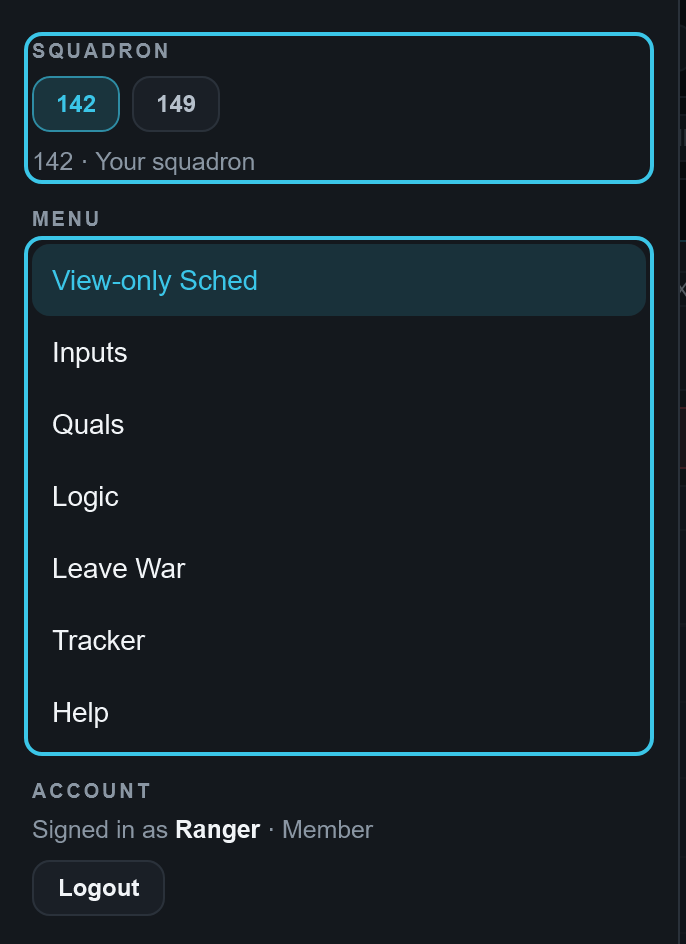 SQUADRON
142 149
142 · Your squadron
MENU
View-only Sched
Inputs
Quals
Logic
Leave War
Tracker
Help
ACCOUNT
Signed in as Ranger · Member
Logout